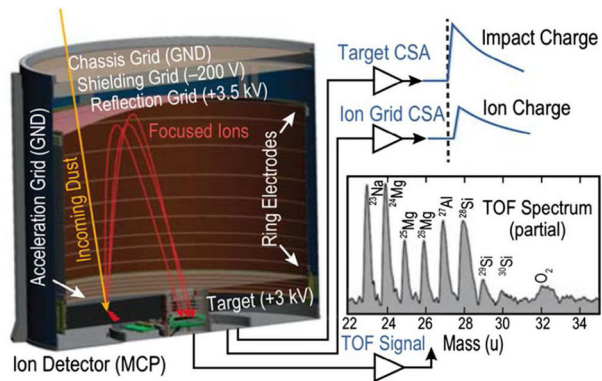 Chassis Grid (GND)
Shielding Grid (–200 V)
Reflection Grid (+3.5 kV)
Focused Ions
Acceleration Grid (GND)
Incoming Dust
Ring Electrodes
Target (+3 kV)
Ion Detector (MCP)
Target CSA
Impact Charge
Ion Grid CSA
Ion Charge
²³Na
²⁴Mg
²⁵Mg
²⁶Mg
²⁷Al
²⁸Si
²⁹Si
³⁰Si
O₂
TOF Spectrum
(partial)
22 24 26 28 30 32 34
TOF Signal
Mass (u)